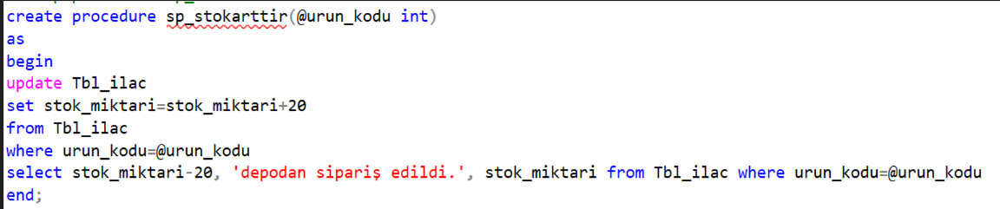 create procedure sp_stokarttir(@urun_kodu int)
as
begin
update Tbl_ilac
set stok_miktari=stok_miktari+20
from Tbl_ilac
where urun_kodu=@urun_kodu
select stok_miktari-20, 'depodan sipariş edildi.', stok_miktari from Tbl_ilac where urun_kodu=@urun_kodu
end;